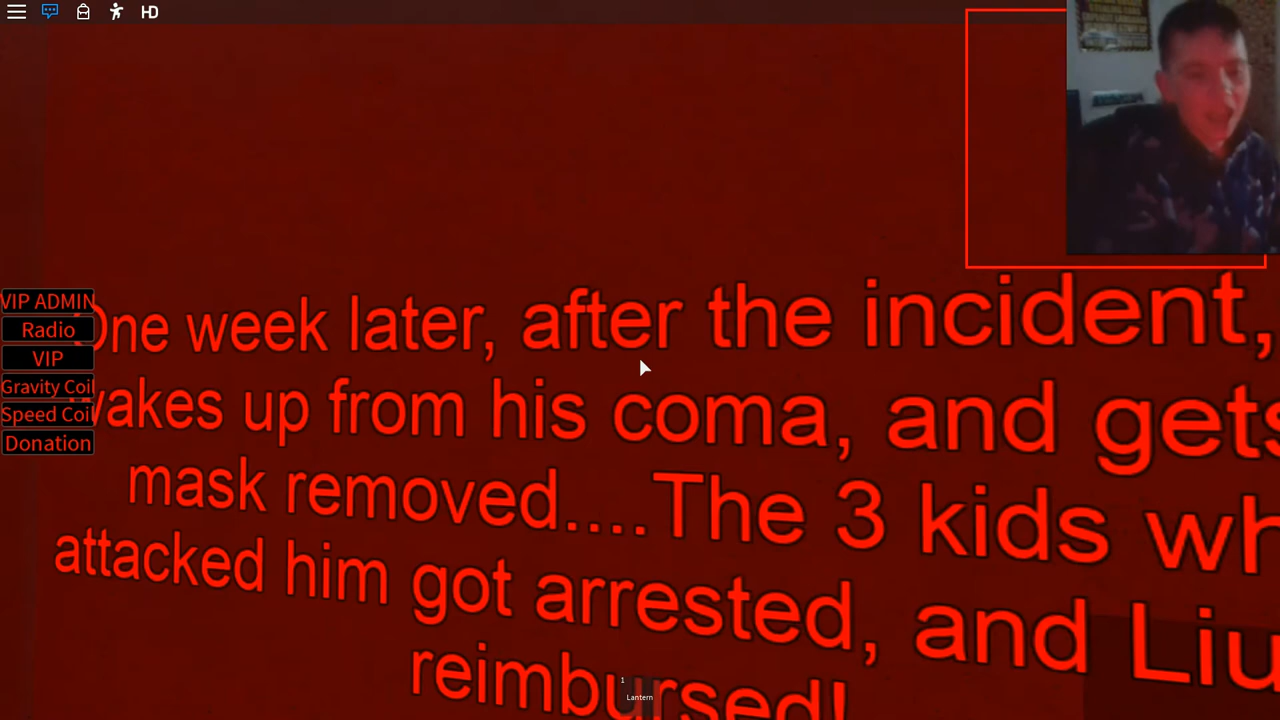 HD
VIP ADMIN
Radio
VIP
Gravity Coil
Speed Coil
Donation
One week later, after the incident,
wakes up from his coma, and gets
mask removed....The 3 kids wh
attacked him got arrested, and Liu
reimbursed!
1
Lantern